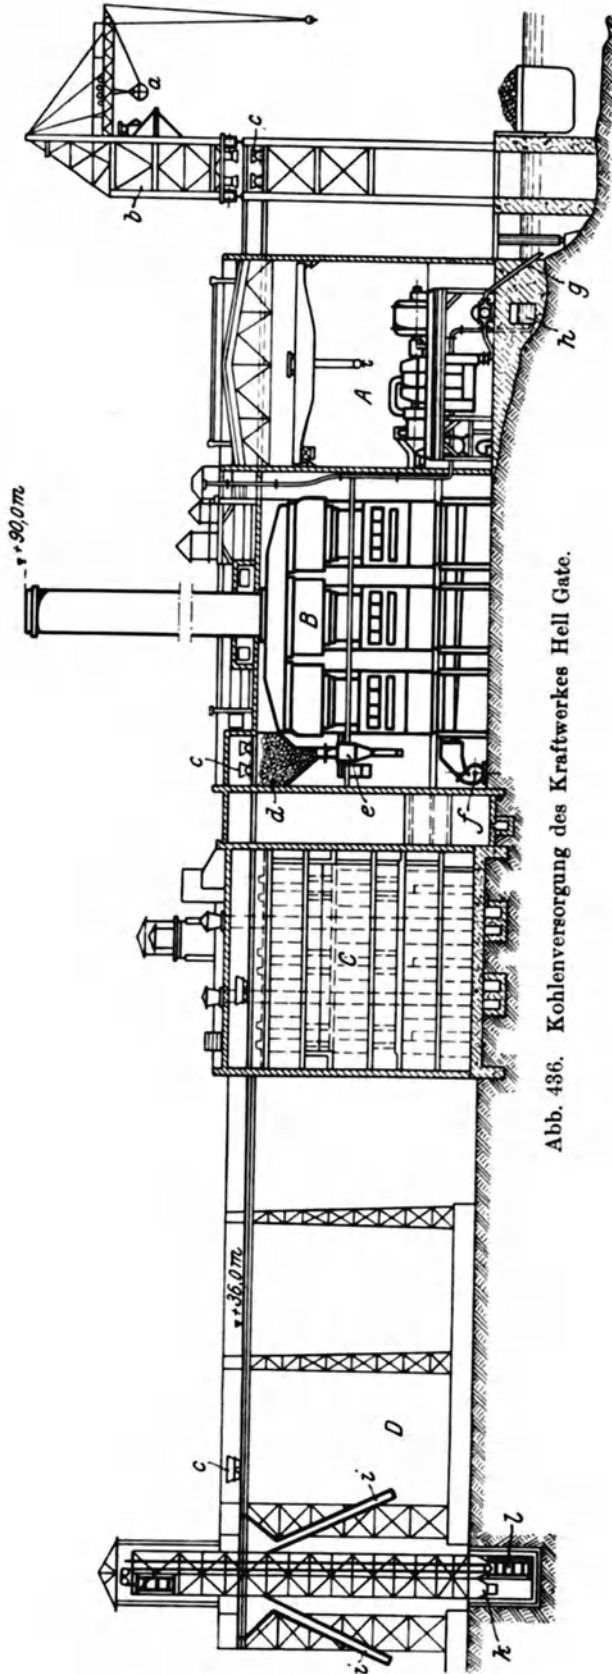 ▾+90,0m
a
b
c
c
c
▾+36,0m
c
d
A
B
C
D
e
f
g
h
i
i
k
l
Abb. 436. Kohlenversorgung des Kraftwerkes Hell Gate.